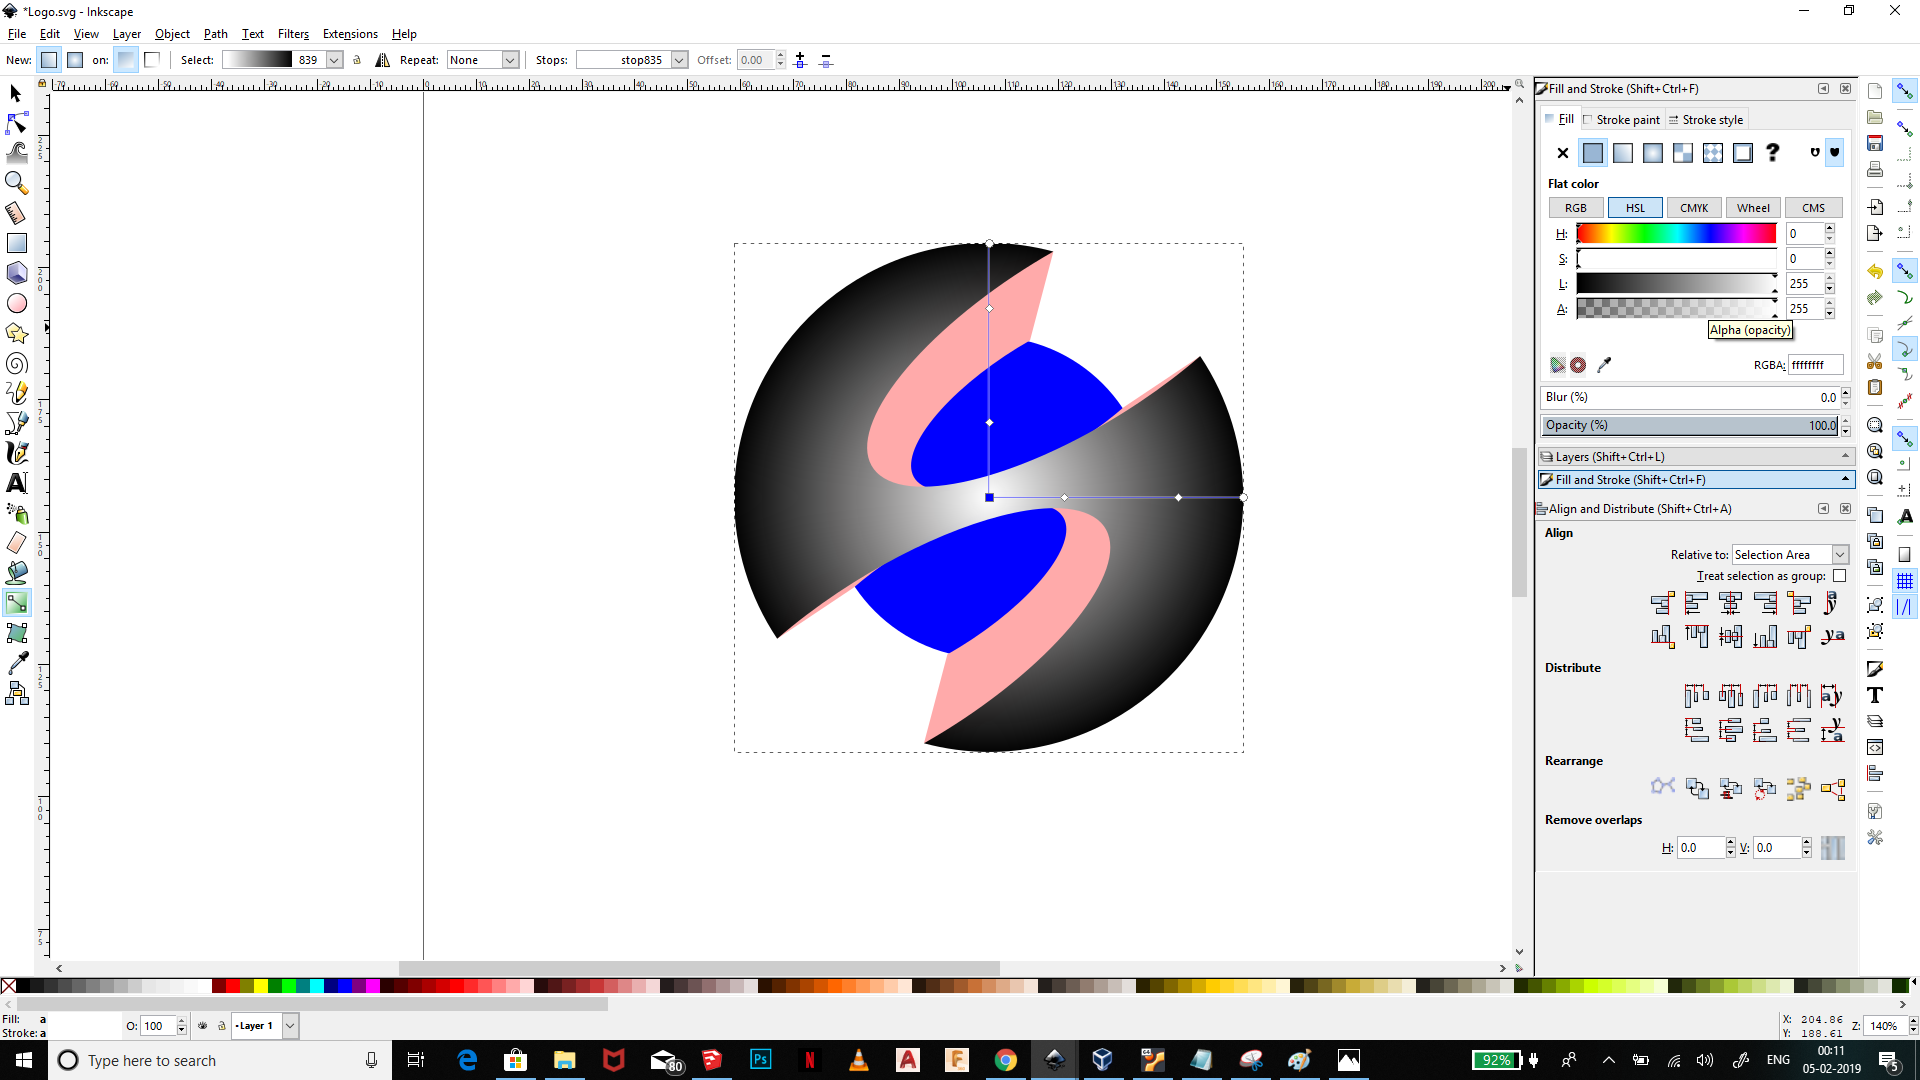 *Logo.svg - Inkscape
File Edit View Layer Object Path Text Filters Extensions Help
New: on: Select: 839 Repeat: None Stops: stop835 Offset: 0.00
Fill and Stroke (Shift+Ctrl+F)
Fill Stroke paint Stroke style
Flat color
RGB HSL CMYK Wheel CMS
H: 0
S: 0
L: 255
A: 255
Alpha (opacity)
RGBA: ffffffff
Blur (%) 0.0
Opacity (%) 100.0
Layers (Shift+Ctrl+L)
Fill and Stroke (Shift+Ctrl+F)
Align and Distribute (Shift+Ctrl+A)
Align
Relative to: Selection Area
Treat selection as group:
Distribute
Rearrange
Remove overlaps
H: 0.0 V: 0.0
Fill: a
Stroke: a
O: 100
•Layer 1
X: 204.86
Y: 188.61
Z: 140%
Type here to search
80
Ps
92%
ENG
00:11
05-02-2019
5